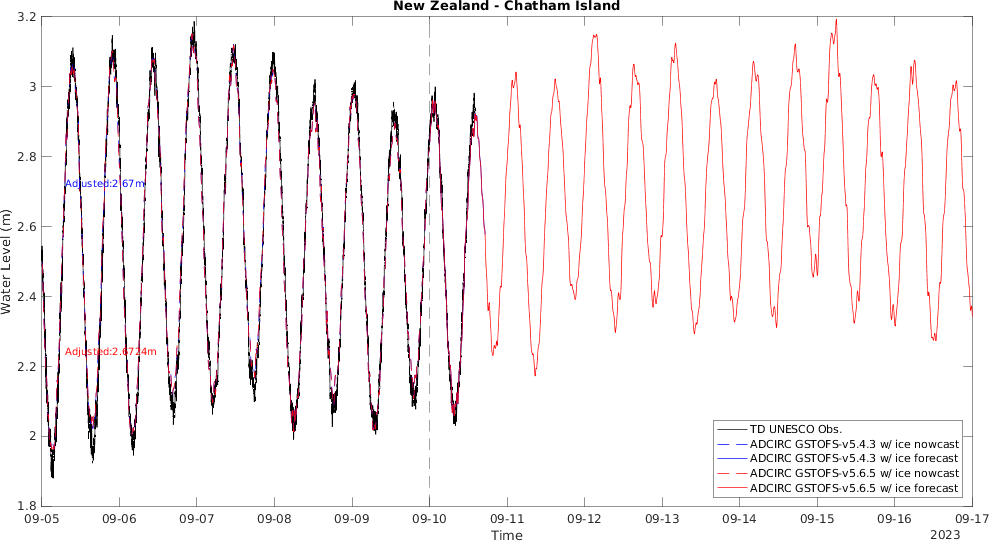 New Zealand - Chatham Island
3.2
3
2.8
2.6
2.4
2.2
2
1.8
Water Level (m)
Adjusted:2.67m
Adjusted:2.6724m
TD UNESCO Obs.
ADCIRC GSTOFS-v5.4.3 w/ ice nowcast
ADCIRC GSTOFS-v5.4.3 w/ ice forecast
ADCIRC GSTOFS-v5.6.5 w/ ice nowcast
ADCIRC GSTOFS-v5.6.5 w/ ice forecast
09-05 09-06 09-07 09-08 09-09 09-10 09-11 09-12 09-13 09-14 09-15 09-16 09-17
Time
2023